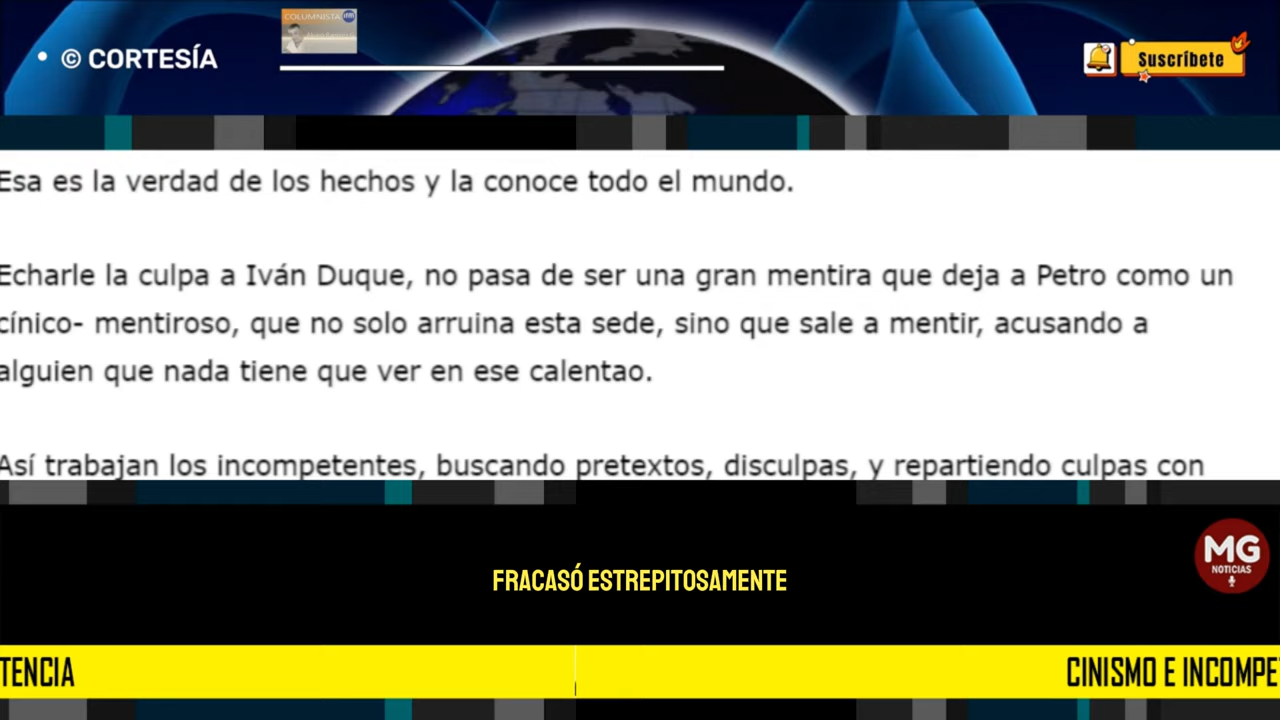 COLUMNISTA ifm
• © CORTESÍA
Suscríbete
Esa es la verdad de los hechos y la conoce todo el mundo.
Echarle la culpa a Iván Duque, no pasa de ser una gran mentira que deja a Petro como un
cínico- mentiroso, que no solo arruina esta sede, sino que sale a mentir, acusando a
alguien que nada tiene que ver en ese calentao.
Así trabajan los incompetentes, buscando pretextos, disculpas, y repartiendo culpas con
MG
NOTICIAS
FRACASÓ ESTREPITOSAMENTE
TENCIA
CINISMO E INCOMPE